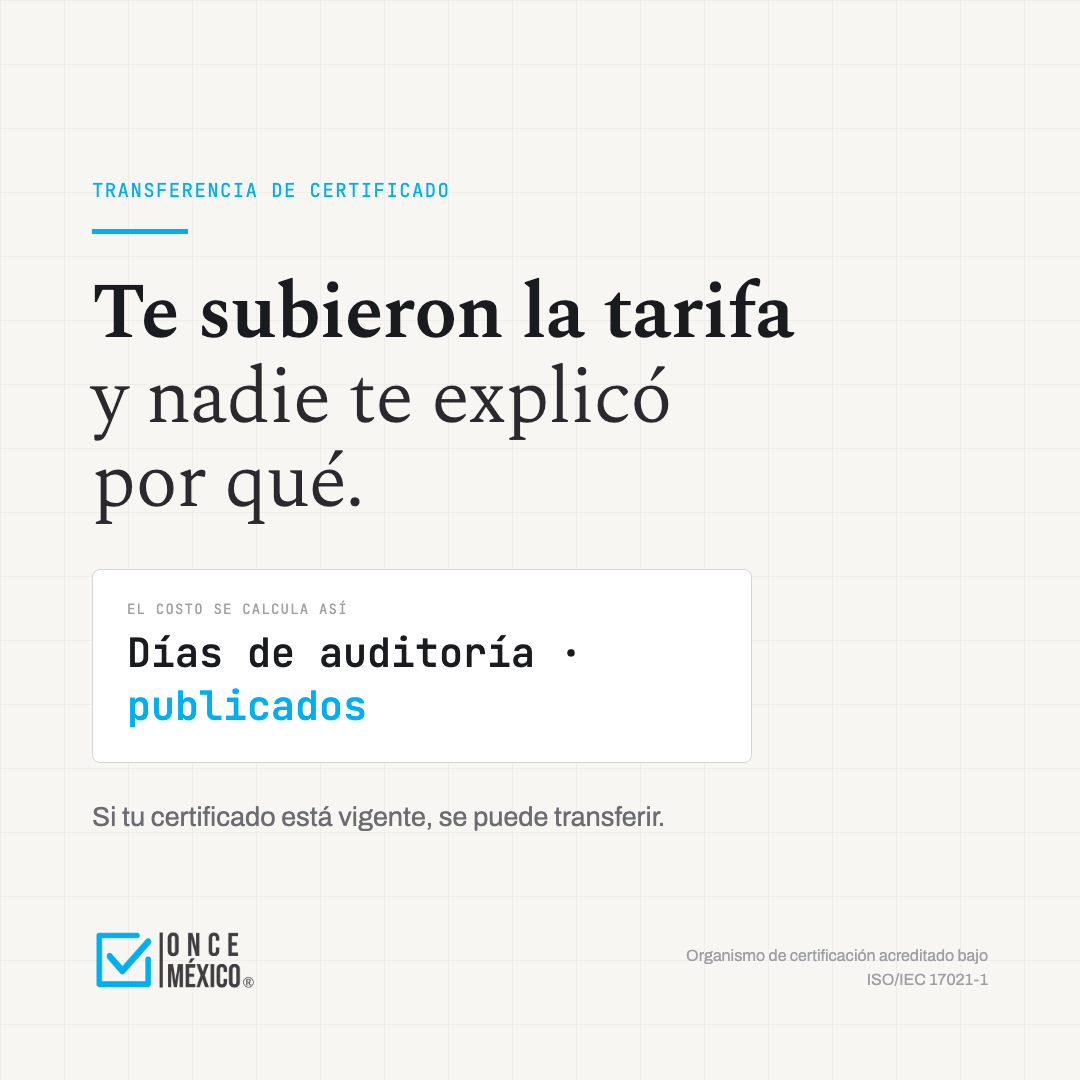 TRANSFERENCIA DE CERTIFICADO
Te subieron la tarifa
y nadie te explicó
por qué.
EL COSTO SE CALCULA ASÍ
Días de auditoría ·
publicados
Si tu certificado está vigente, se puede transferir.
ONCE
MÉXICO®
Organismo de certificación acreditado bajo
ISO/IEC 17021-1